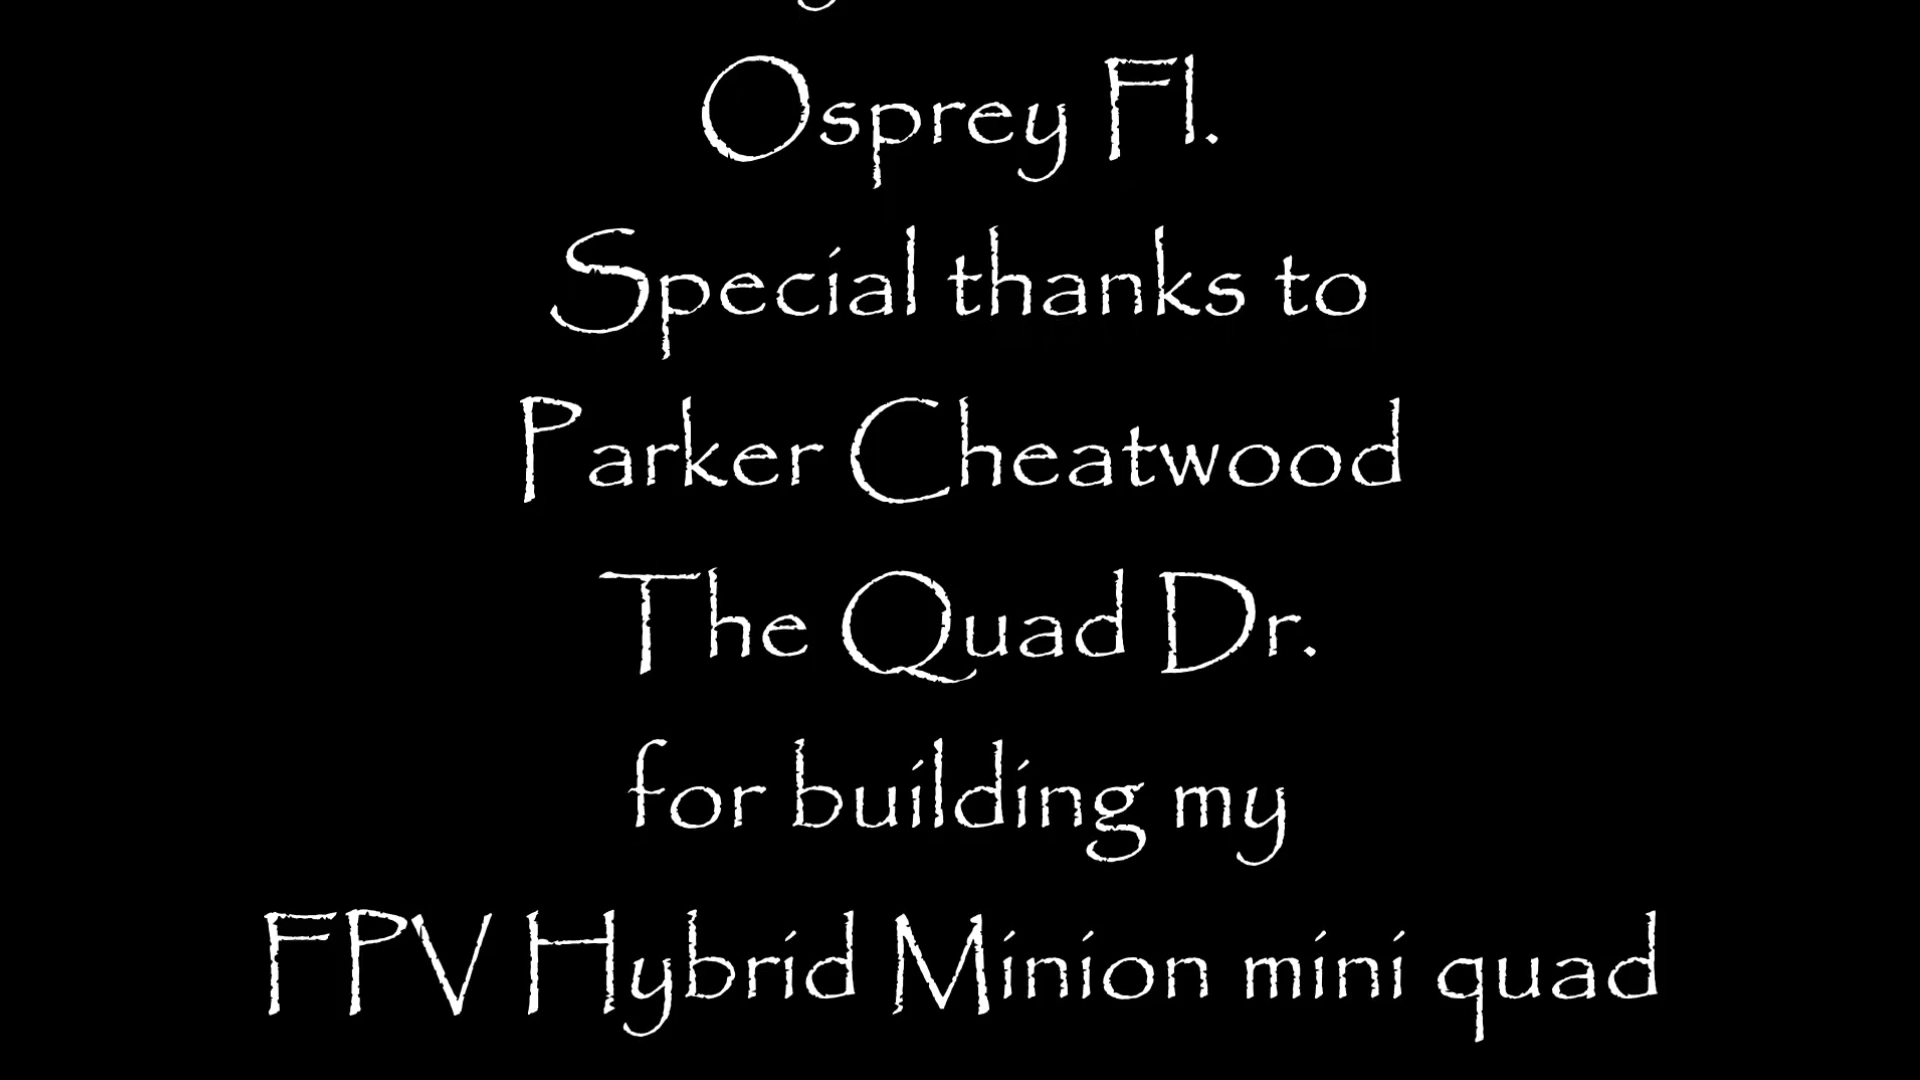 Osprey Fl.
Special thanks to
Parker Cheatwood
The Quad Dr.
for building my
FPV Hybrid Minion mini quad